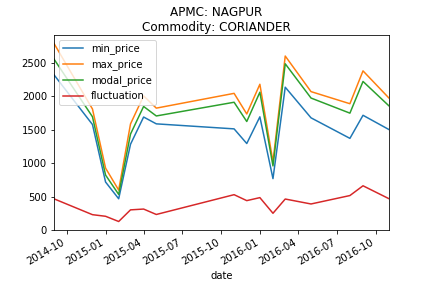 APMC: NAGPUR
Commodity: CORIANDER
min_price
max_price
modal_price
fluctuation
2500
2000
1500
1000
500
0
2014-10
2015-01
2015-04
2015-07
2015-10
2016-01
2016-04
2016-07
2016-10
date